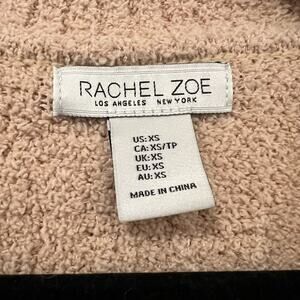 RACHEL ZOE
LOS ANGELES NEW YORK
US: XS
CA: XS/TP
UK: XS
EU: XS
AU: XS
MADE IN CHINA